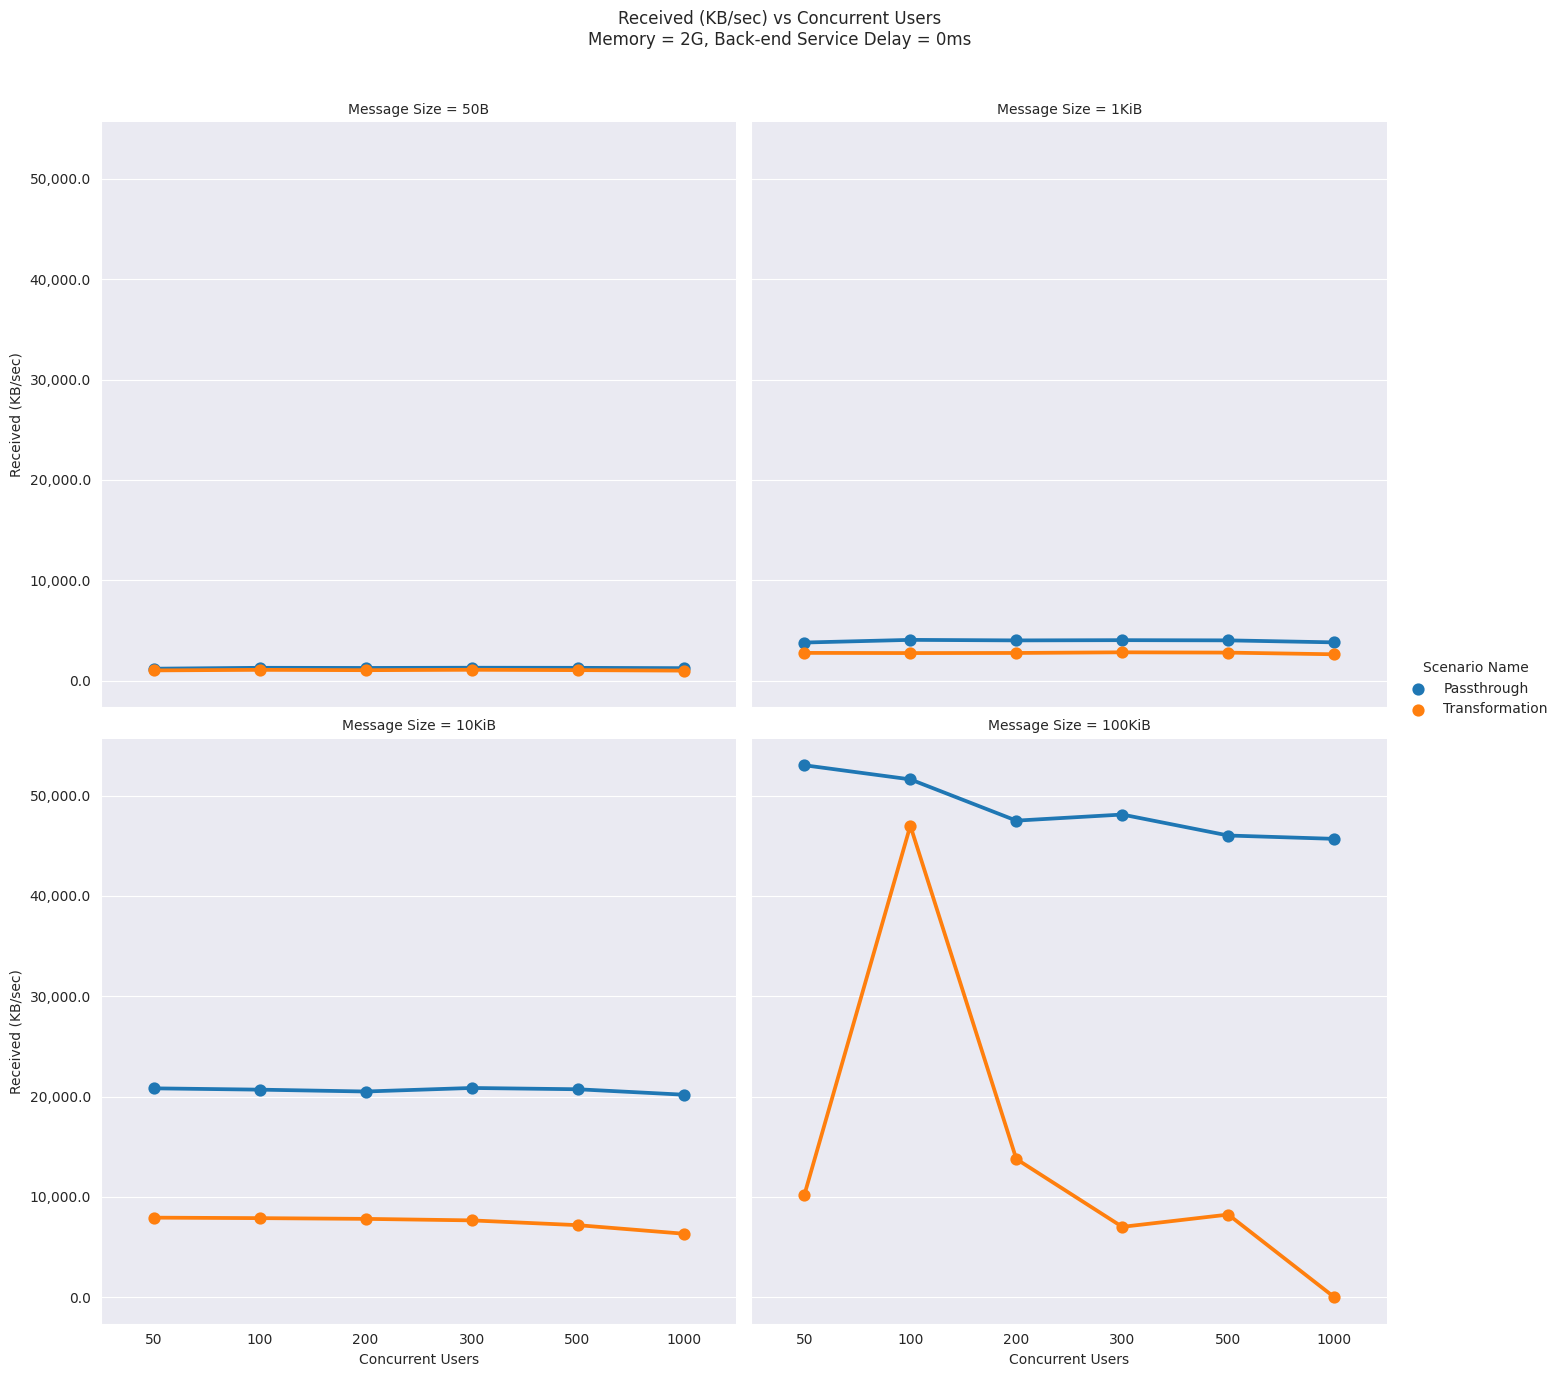 Received (KB/sec) vs Concurrent Users
Memory = 2G, Back-end Service Delay = 0ms
Message Size = 50B
Message Size = 1KiB
50,000.0
40,000.0
30,000.0
20,000.0
10,000.0
0.0
Received (KB/sec)
Scenario Name
Passthrough
Transformation
Message Size = 10KiB
Message Size = 100KiB
50,000.0
40,000.0
30,000.0
20,000.0
10,000.0
0.0
Received (KB/sec)
50 100 200 300 500 1000
Concurrent Users
50 100 200 300 500 1000
Concurrent Users